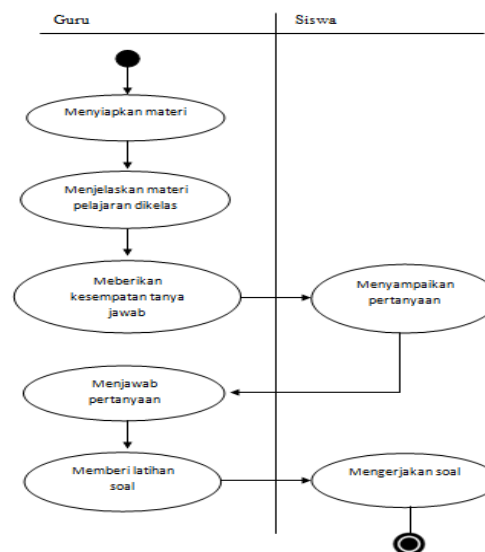 Guru
Siswa
Menyiapkan materi
Menjelaskan materi
pelajaran dikelas
Meberikan
kesempatan tanya
jawab
Menyampaikan
pertanyaan
Menjawab
pertanyaan
Memberi latihan
soal
Mengerjakan soal